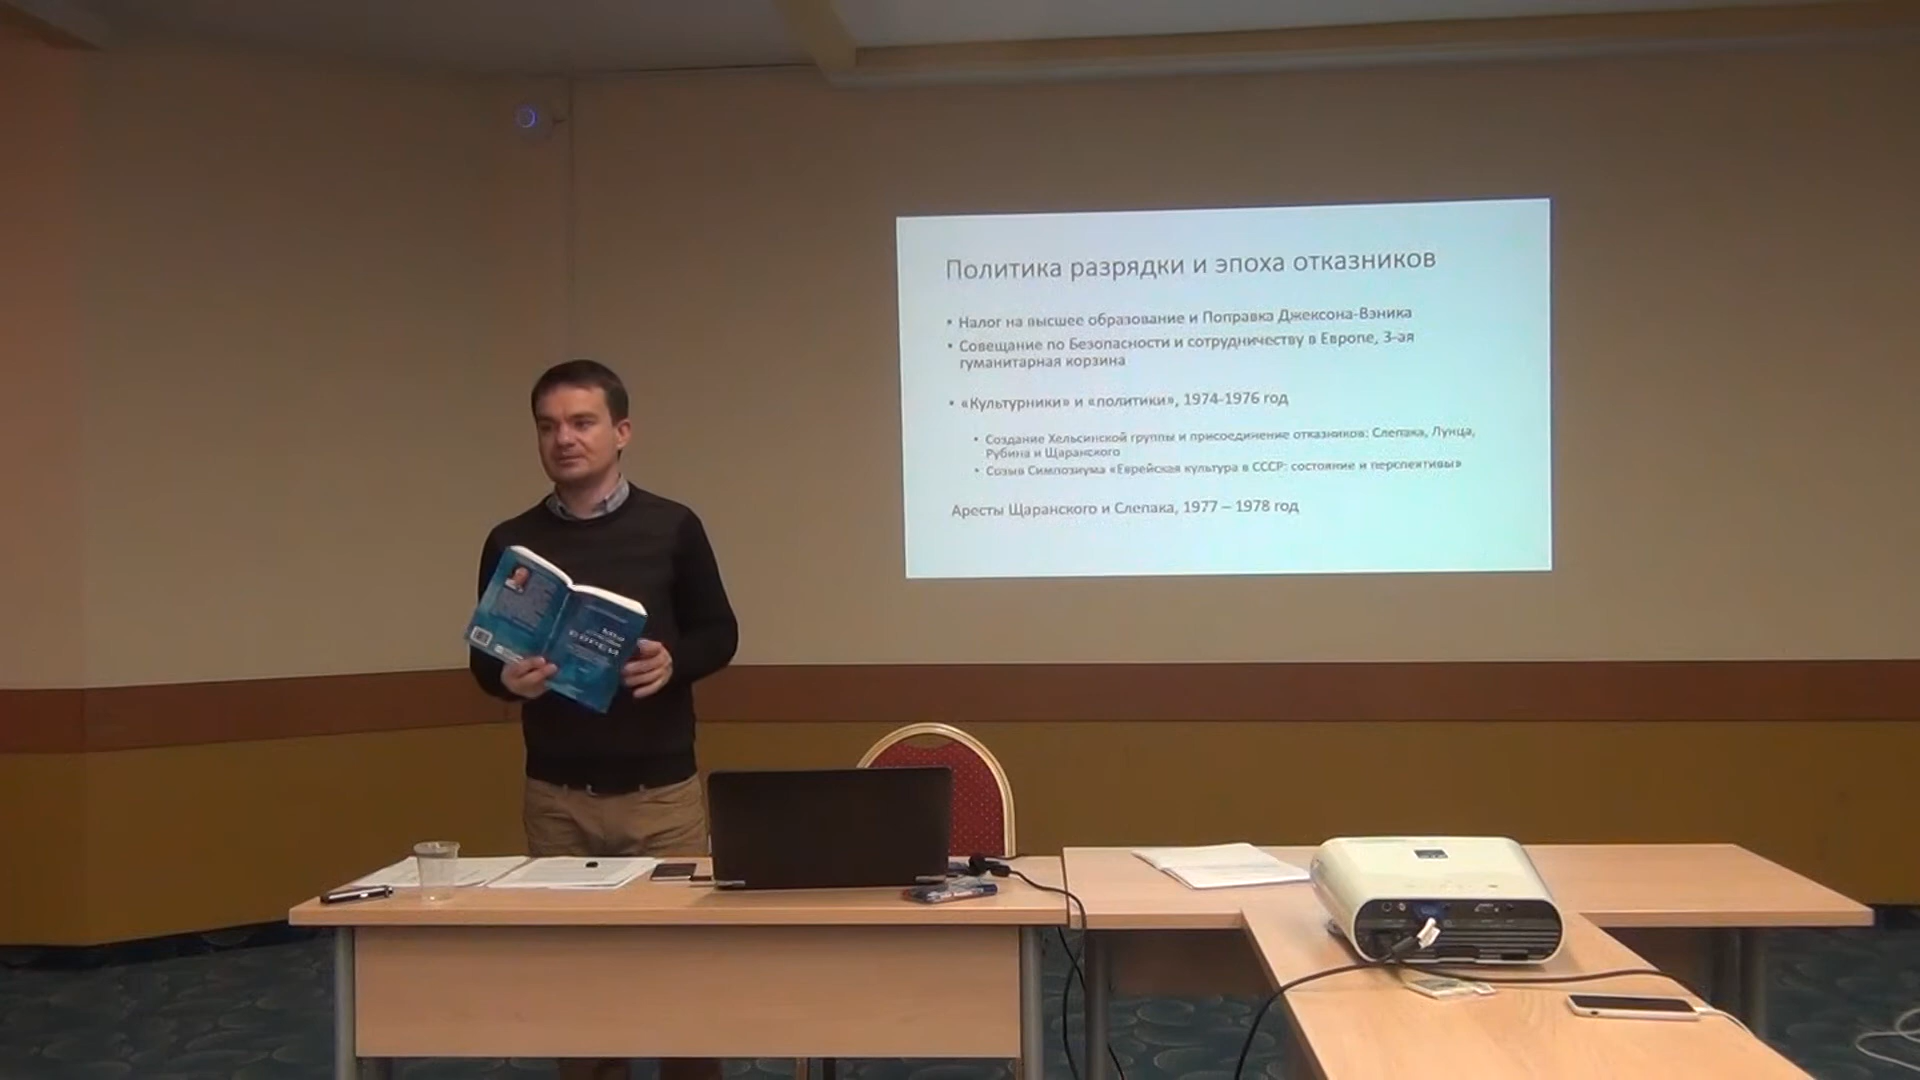 Политика разрядки и эпоха отказников
• Налог на высшее образование и Поправка Джексона-Вэника
• Совещание по Безопасности и сотрудничеству в Европе, 3-ая
гуманитарная корзина
• «Культурники» и «политики», 1974-1976 год
• Создание Хельсинской группы и присоединение отказников: Слепака, Лунца,
Рубина и Щаранского
• Созыв Симпозиума «Еврейская культура в СССР: состояние и перспективы»
Аресты Щаранского и Слепака, 1977 – 1978 год